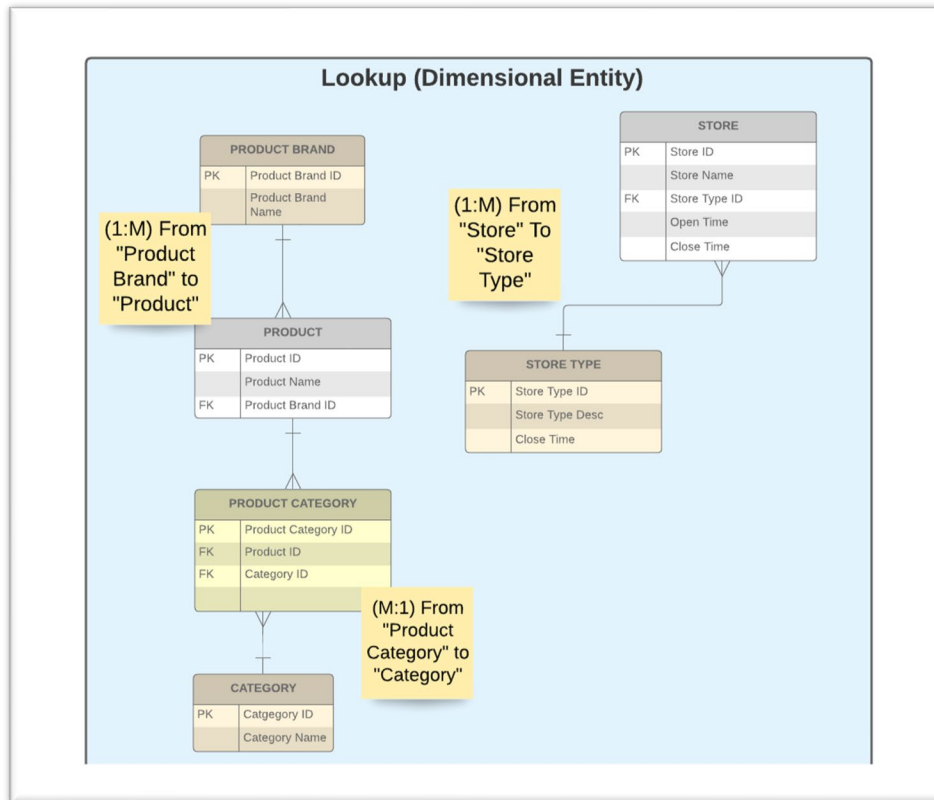 Lookup (Dimensional Entity)
PRODUCT BRAND
PK Product Brand ID
Product Brand
Name
(1:M) From
"Product
Brand" to
"Product"
PRODUCT
PK Product ID
Product Name
FK Product Brand ID
PRODUCT CATEGORY
PK Product Category ID
FK Product ID
FK Category ID
(M:1) From
"Product
Category" to
"Category"
CATEGORY
PK Catgegory ID
Category Name
STORE
PK Store ID
Store Name
FK Store Type ID
Open Time
Close Time
(1:M) From
"Store" To
"Store
Type"
STORE TYPE
PK Store Type ID
Store Type Desc
Close Time